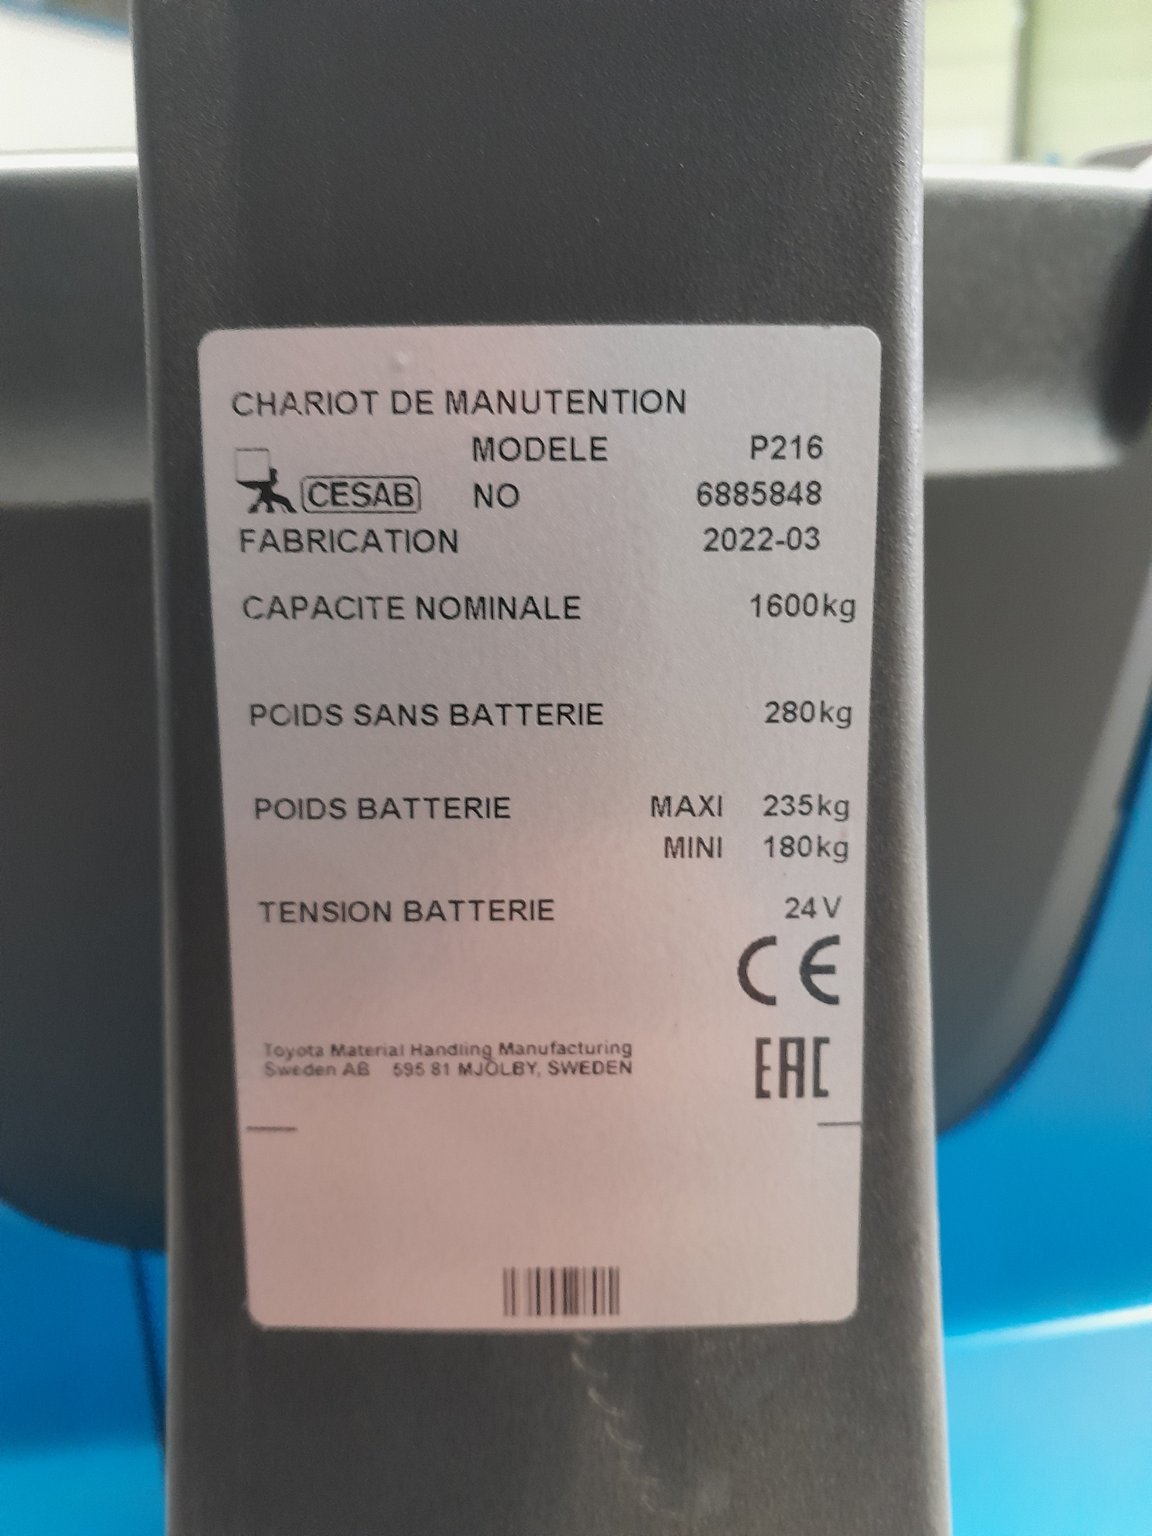 CHARIOT DE MANUTENTION
MODELE P216
CESAB NO 6885848
FABRICATION 2022-03
CAPACITE NOMINALE 1600kg
POIDS SANS BATTERIE 280kg
POIDS BATTERIE MAXI 235kg
MINI 180kg
TENSION BATTERIE 24V
CE
Toyota Material Handling Manufacturing
Sweden AB 595 81 MJÖLBY, SWEDEN
EAC